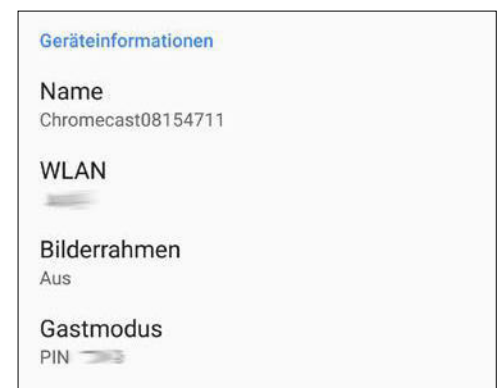 Geräteinformationen
Name
Chromecast08154711
WLAN
Bilderrahmen
Aus
Gastmodus
PIN